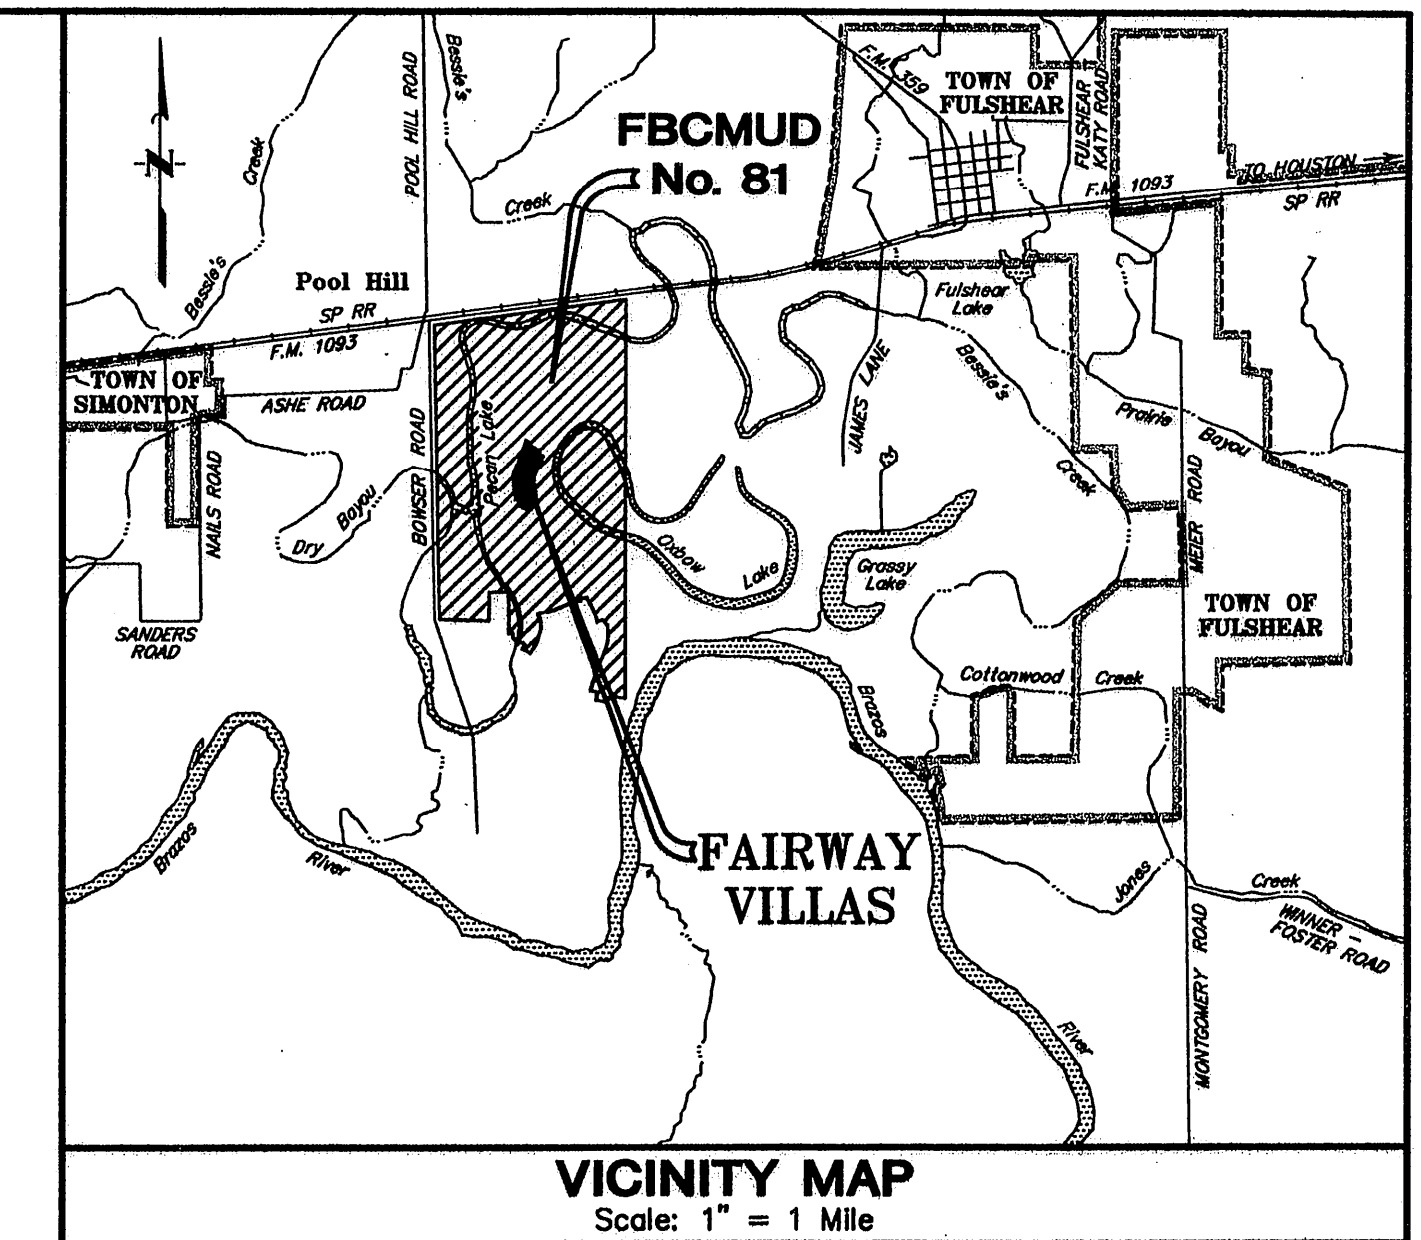 Bessie's
Creek
POOL HILL ROAD
F.M. 359
TOWN OF
FULSHEAR
FULSHEAR
KATY ROAD
FBCMUD
No. 81
N
Creek
Bessie's
Creek
TO HOUSTON
F.M. 1093
SP RR
Pool Hill
SP RR
F.M. 1093
Fulshear
Lake
TOWN OF
SIMONTON
ASHE ROAD
BOWSER ROAD
Pecan Lake
JAMES LANE
Bessie's
Creek
Prairie
Bayou
NAILS ROAD
Dry
Bayou
MEIER ROAD
Oxbow
Lake
Grassy
Lake
SANDERS
ROAD
TOWN OF
FULSHEAR
Cottonwood
Creek
Brazos
River
Brazos
River
FAIRWAY
VILLAS
Jones
Creek
WINNER –
FOSTER ROAD
MONTGOMERY ROAD
VICINITY MAP
Scale: 1" = 1 Mile